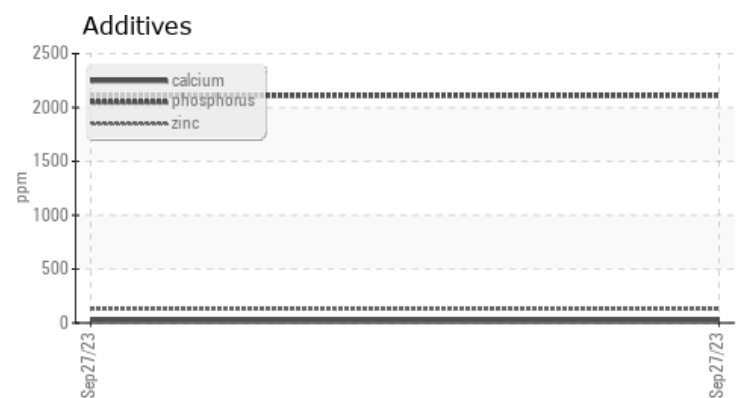 Additives
2500
2000
1500
1000
500
0
ppm
calcium
phosphorus
zinc
Sep27/23
Sep27/23